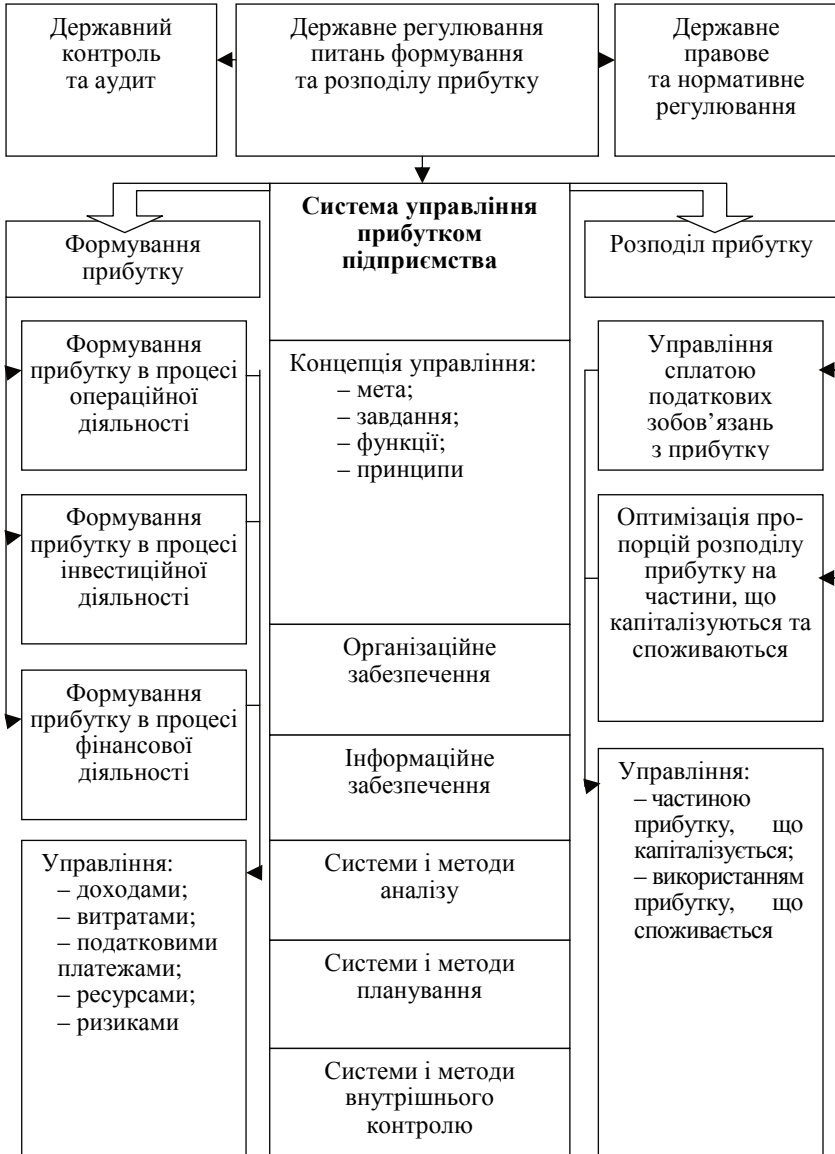 Державний
контроль
та аудит
Державне регулювання
питань формування
та розподілу прибутку
Державне
правове
та нормативне
регулювання
Формування
прибутку
Система управління
прибутком
підприємства
Розподіл прибутку
Формування
прибутку в процесі
операційної
діяльності
Формування
прибутку в процесі
інвестиційної
діяльності
Формування
прибутку в процесі
фінансової
діяльності
Управління:
– доходами;
– витратами;
– податковими
платежами;
– ресурсами;
– ризиками
Концепція управління:
– мета;
– завдання;
– функції;
– принципи
Організаційне
забезпечення
Інформаційне
забезпечення
Системи і методи
аналізу
Системи і методи
планування
Системи і методи
внутрішнього
контролю
Управління
сплатою
податкових
зобов’язань
з прибутку
Оптимізація про-
порцій розподілу
прибутку на
частини, що
капіталізуються та
споживаються
Управління:
– частиною
прибутку, що
капіталізується;
– використанням
прибутку, що
споживається